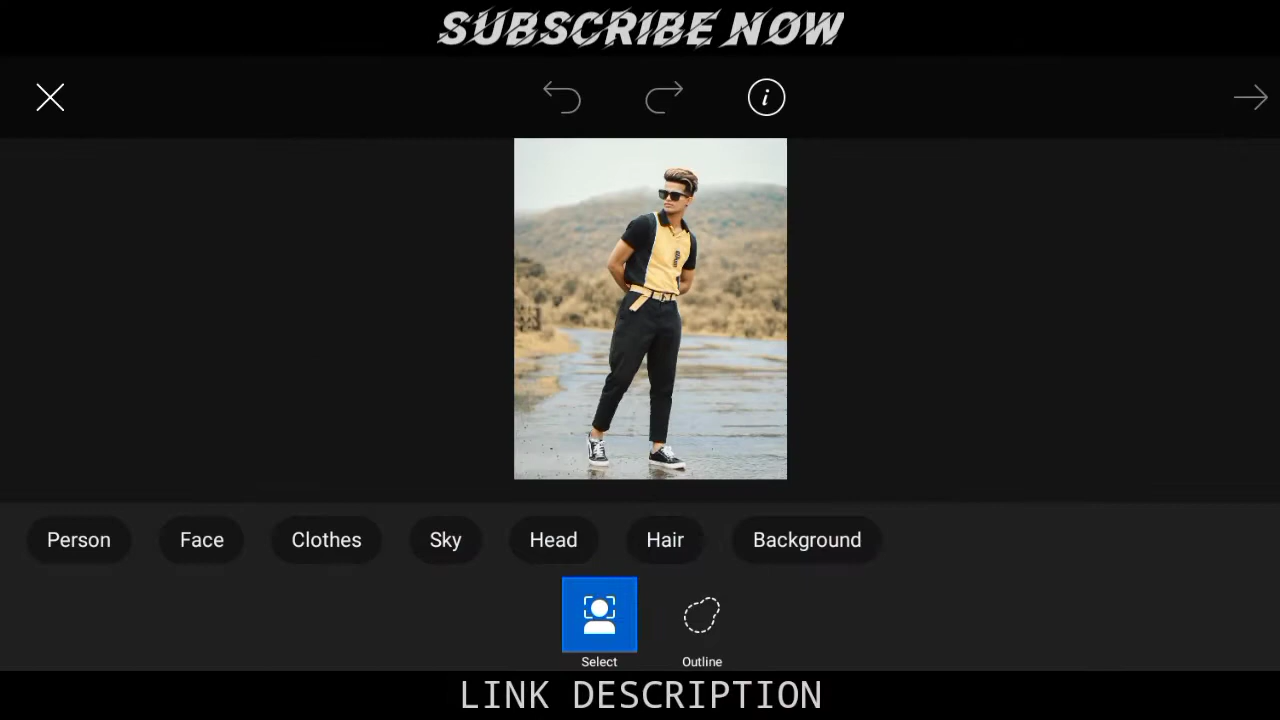 SUBSCRIBE NOW
i
Person Face Clothes Sky Head Hair Background
Select Outline
LINK DESCRIPTION